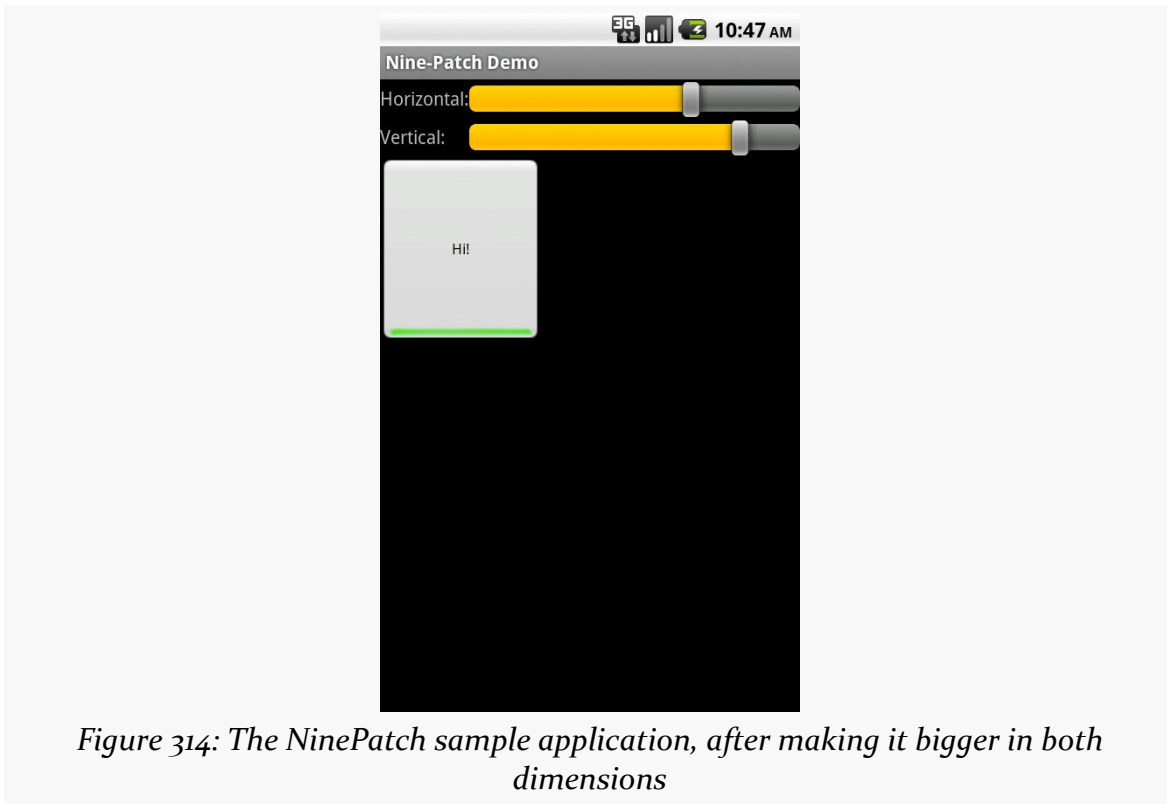 3G 10:47 AM
Nine-Patch Demo
Horizontal:
Vertical:
Hi!
Figure 314: The NinePatch sample application, after making it bigger in both
dimensions